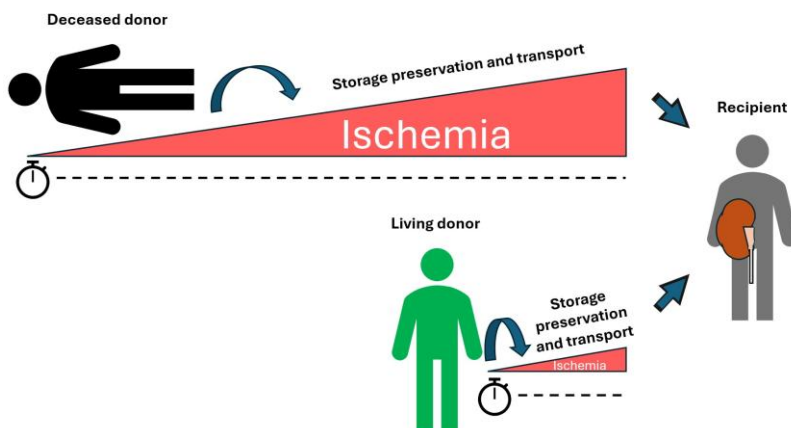 Deceased donor
Storage preservation and transport
Ischemia
Recipient
Living donor
Storage
preservation
and transport
Ischemia